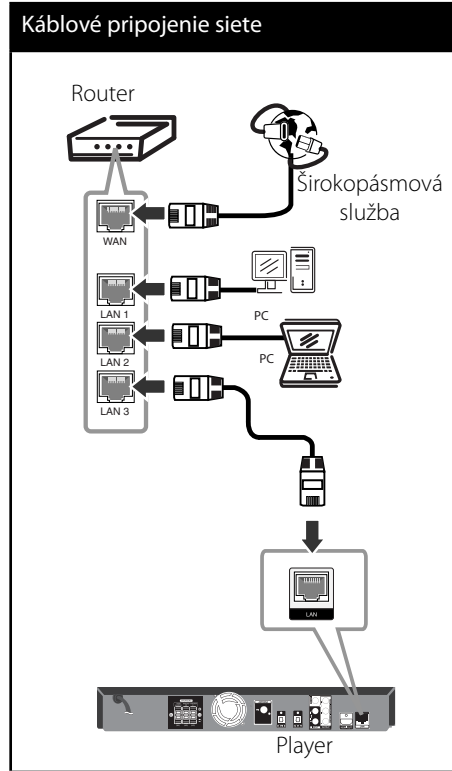 Káblové pripojenie siete
Router
Širokopásmová
služba
WAN
LAN 1
PC
LAN 2
PC
LAN 3
LAN
Player